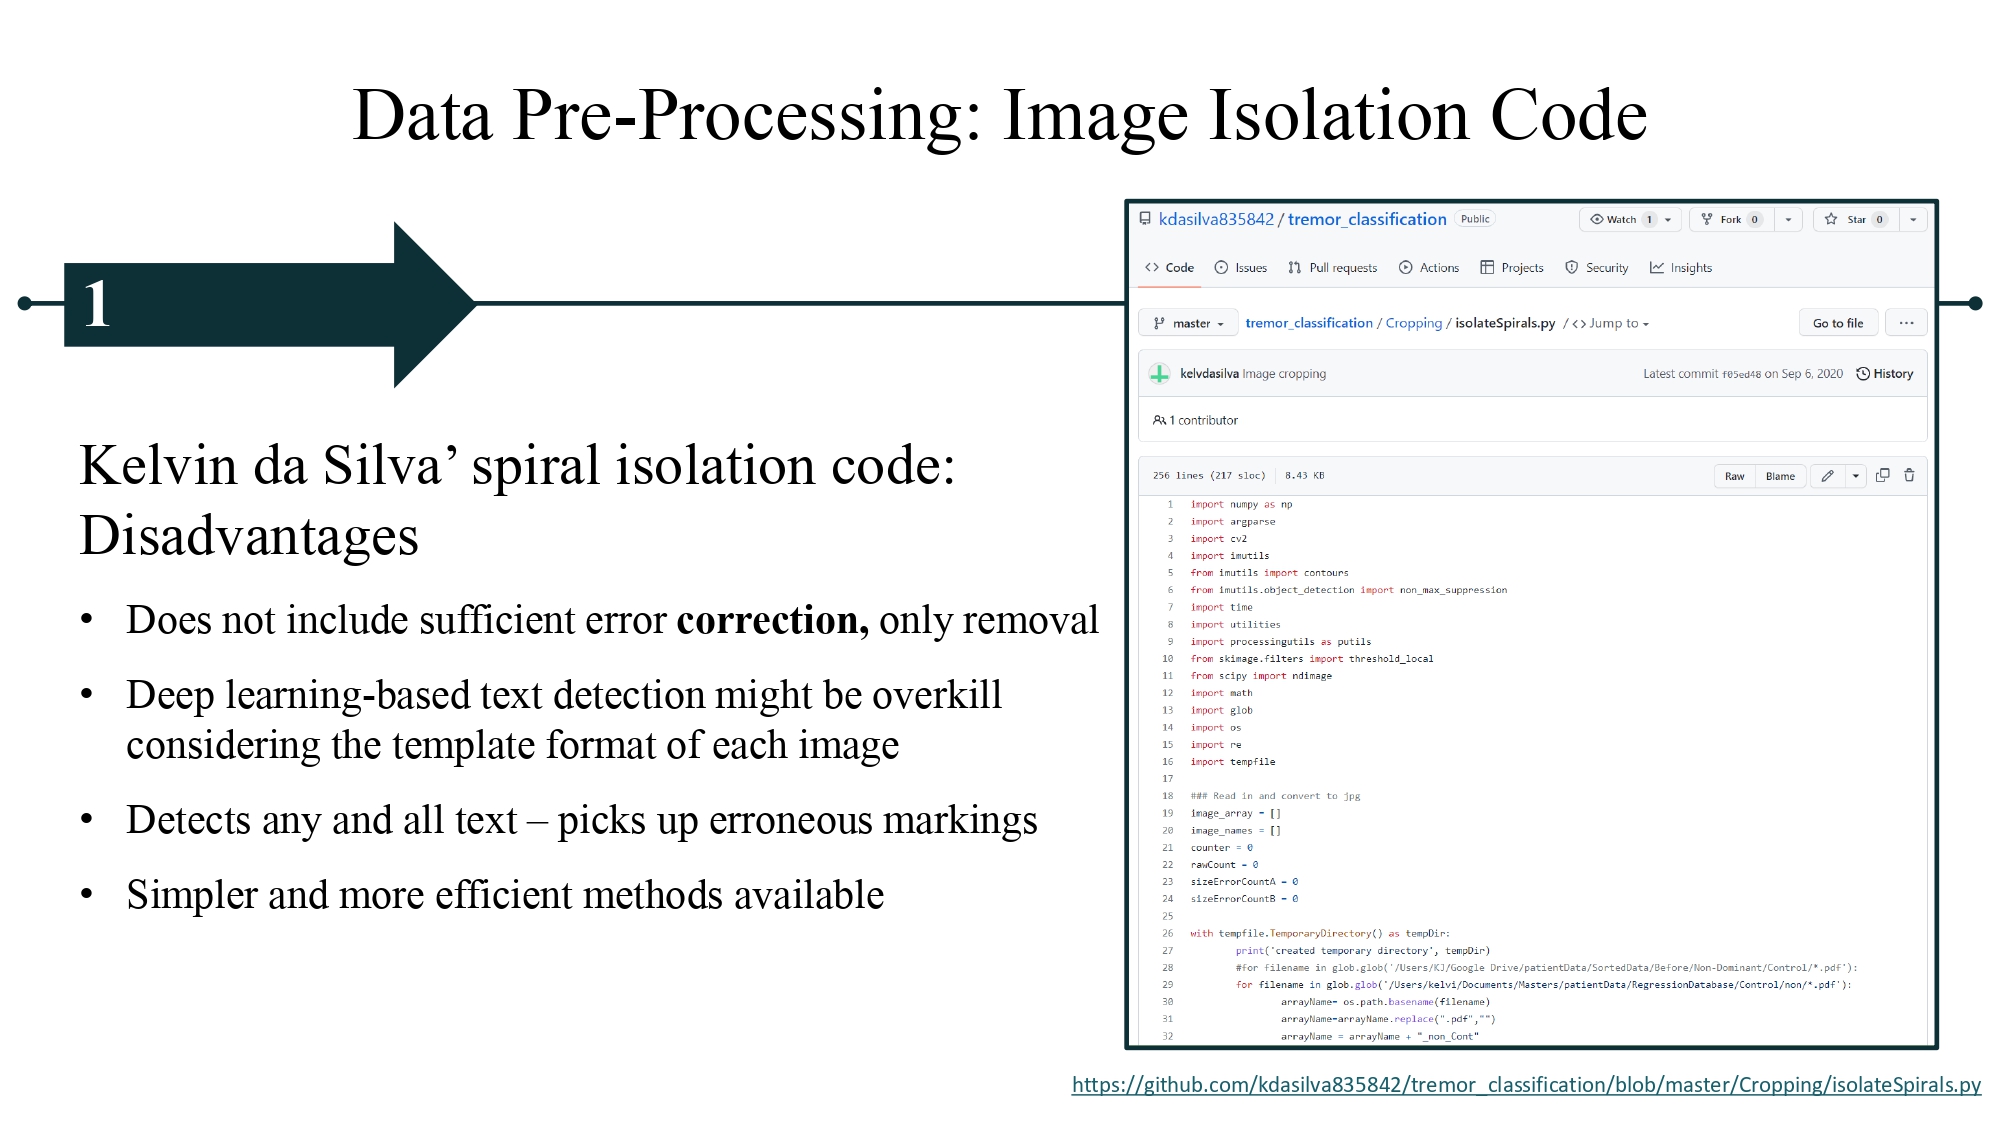 Data Pre-Processing: Image Isolation Code
1
Kelvin da Silva’ spiral isolation code:
Disadvantages
• Does not include sufficient error correction, only removal
• Deep learning-based text detection might be overkill
considering the template format of each image
• Detects any and all text – picks up erroneous markings
• Simpler and more efficient methods available
kdasilva835842 / tremor_classification Public Watch 1 Fork 0 Star 0
Code Issues Pull requests Actions Projects Security Insights
master tremor_classification / Cropping / isolateSpirals.py / <> Jump to Go to file ...
kelvdasilva Image cropping Latest commit f05ed48 on Sep 6, 2020 History
1 contributor
256 lines (217 sloc) 8.43 KB Raw Blame
1 import numpy as np
2 import argparse
3 import cv2
4 import imutils
5 from imutils import contours
6 from imutils.object_detection import non_max_suppression
7 import time
8 import utilities
9 import processingutils as putils
10 from skimage.filters import threshold_local
11 from scipy import ndimage
12 import math
13 import glob
14 import os
15 import re
16 import tempfile
17
18 ### Read in and convert to jpg
19 image_array = []
20 image_names = []
21 counter = 0
22 rawCount = 0
23 sizeErrorCountA = 0
24 sizeErrorCountB = 0
25
26 with tempfile.TemporaryDirectory() as tempDir:
27 print('created temporary directory', tempDir)
28 #for filename in glob.glob('/Users/KJ/Google Drive/patientData/SortedData/Before/Non-Dominant/Control/*.pdf'):
29 for filename in glob.glob('/Users/kelvi/Documents/Masters/patientData/RegressionDatabase/Control/non/*.pdf'):
30 arrayName= os.path.basename(filename)
31 arrayName=arrayName.replace(".pdf","")
32 arrayName = arrayName + "_non_Cont"
https://github.com/kdasilva835842/tremor_classification/blob/master/Cropping/isolateSpirals.py